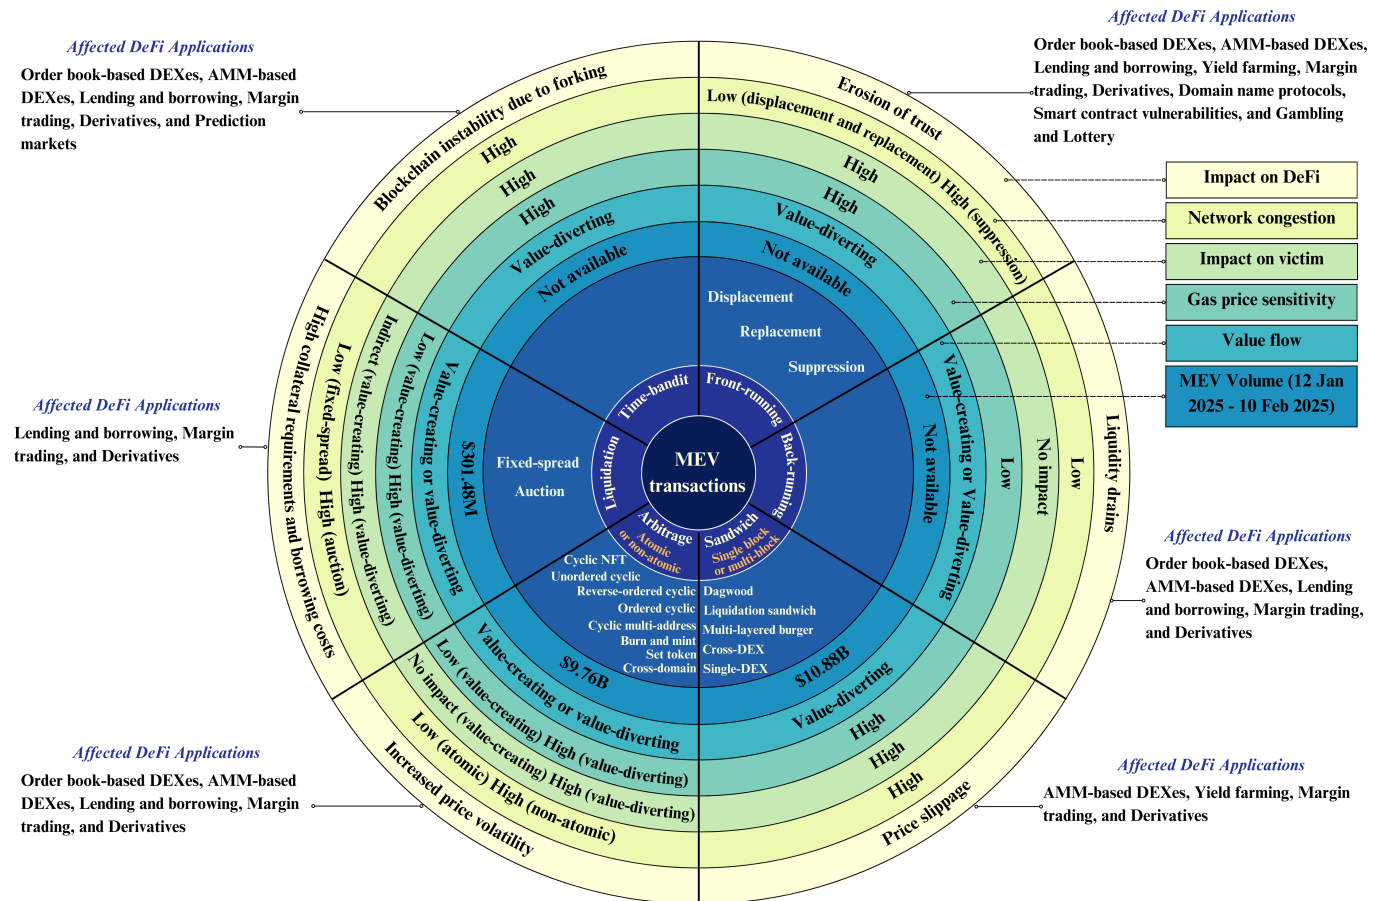 Affected DeFi Applications
Order book-based DEXes, AMM-based
DEXes, Lending and borrowing, Margin
trading, Derivatives, and Prediction
markets
Affected DeFi Applications
Order book-based DEXes, AMM-based DEXes,
Lending and borrowing, Yield farming, Margin
trading, Derivatives, Domain name protocols,
Smart contract vulnerabilities, and Gambling
and Lottery
Impact on DeFi
Network congestion
Impact on victim
Gas price sensitivity
Value flow
MEV Volume (12 Jan
2025 - 10 Feb 2025)
Blockchain instability due to forking
High
High
High
Value-diverting
Not available
Time-bandit
Erosion of trust
Low (displacement and replacement) High (suppression)
High
High
Value-diverting
Not available
Displacement
Replacement
Suppression
Front-running
Affected DeFi Applications
Lending and borrowing, Margin
trading, and Derivatives
High collateral requirements and borrowing costs
Low (fixed-spread) High (auction)
Indirect (value-creating) High (value-diverting)
Low (value-creating) High (value-diverting)
Value-creating or value-diverting
$301.48M
Fixed-spread
Auction
Liquidation
MEV
transactions
Back-running
Not available
Value-creating or Value-diverting
Low
No impact
Low
Liquidity drains
Affected DeFi Applications
Order book-based DEXes,
AMM-based DEXes, Lending
and borrowing, Margin trading,
and Derivatives
Arbitrage
Atomic
or non-atomic
Cyclic NFT
Unordered cyclic
Reverse-ordered cyclic
Ordered cyclic
Cyclic multi-address
Burn and mint
Set token
Cross-domain
$9.76B
Value-creating or value-diverting
Low (value-creating) High (value-diverting)
No impact (value-creating) High (value-diverting)
Low (atomic) High (non-atomic)
Increased price volatility
Sandwich
Single block
or multi-block
Dagwood
Liquidation sandwich
Multi-layered burger
Cross-DEX
Single-DEX
$10.88B
Value-diverting
High
High
High
Price slippage
Affected DeFi Applications
Order book-based DEXes, AMM-based
DEXes, Lending and borrowing, Margin
trading, and Derivatives
Affected DeFi Applications
AMM-based DEXes, Yield farming, Margin
trading, and Derivatives